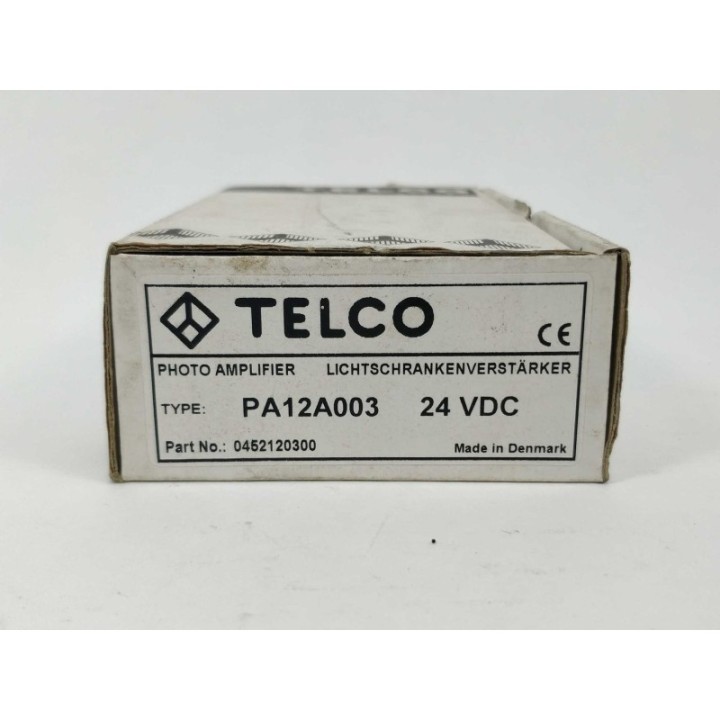 TELCO
CE
PHOTO AMPLIFIER LICHTSCHRANKENVERSTÄRKER
TYPE: PA12A003 24 VDC
Part No.: 0452120300 Made in Denmark